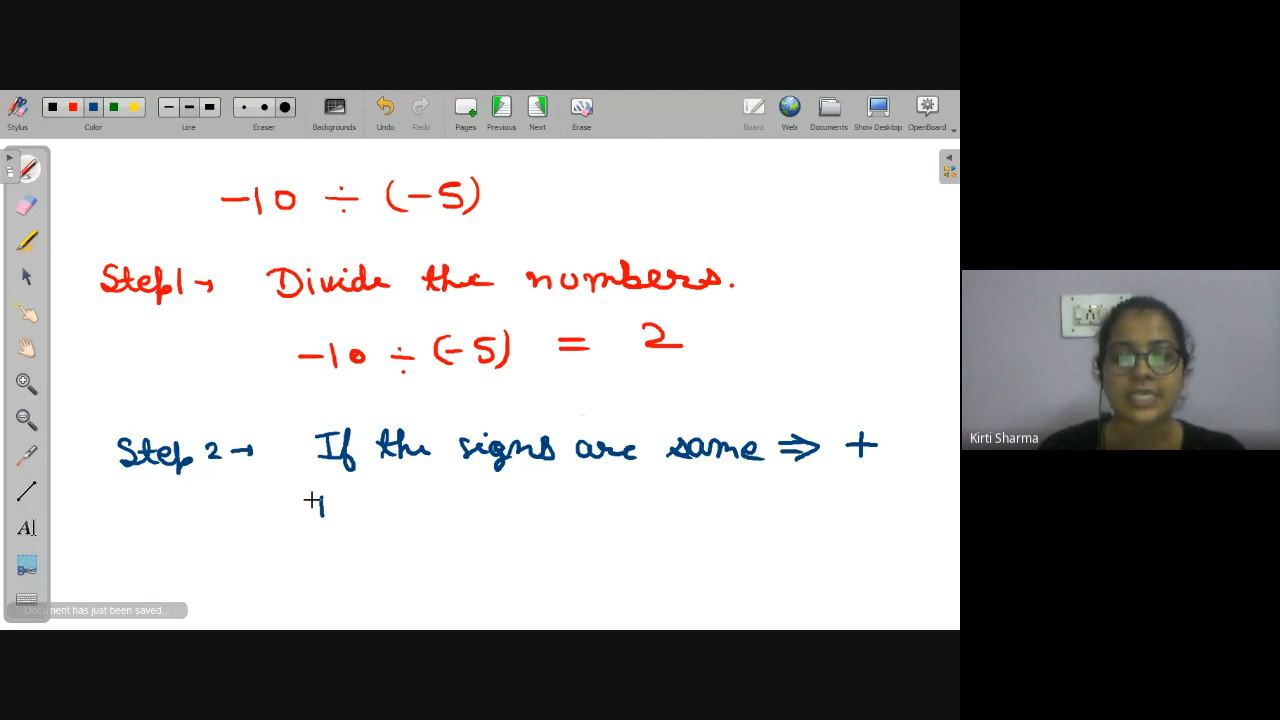 Stylus Color Line Eraser Backgrounds Undo Redo Pages Previous Next Erase Board Web Documents Show Desktop OpenBoard
-10 ÷ (-5)
Step1→ Divide the numbers.
-10 ÷ (-5) = 2
Step 2→ If the signs are same ⇒ +
Document has just been saved...
Kirti Sharma